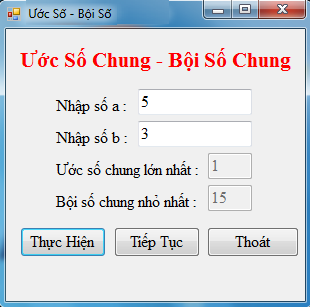 Ước Số - Bội Số
Ước Số Chung - Bội Số Chung
Nhập số a : 5
Nhập số b : 3
Ước số chung lớn nhất : 1
Bội số chung nhỏ nhất : 15
Thực Hiện Tiếp Tục Thoát